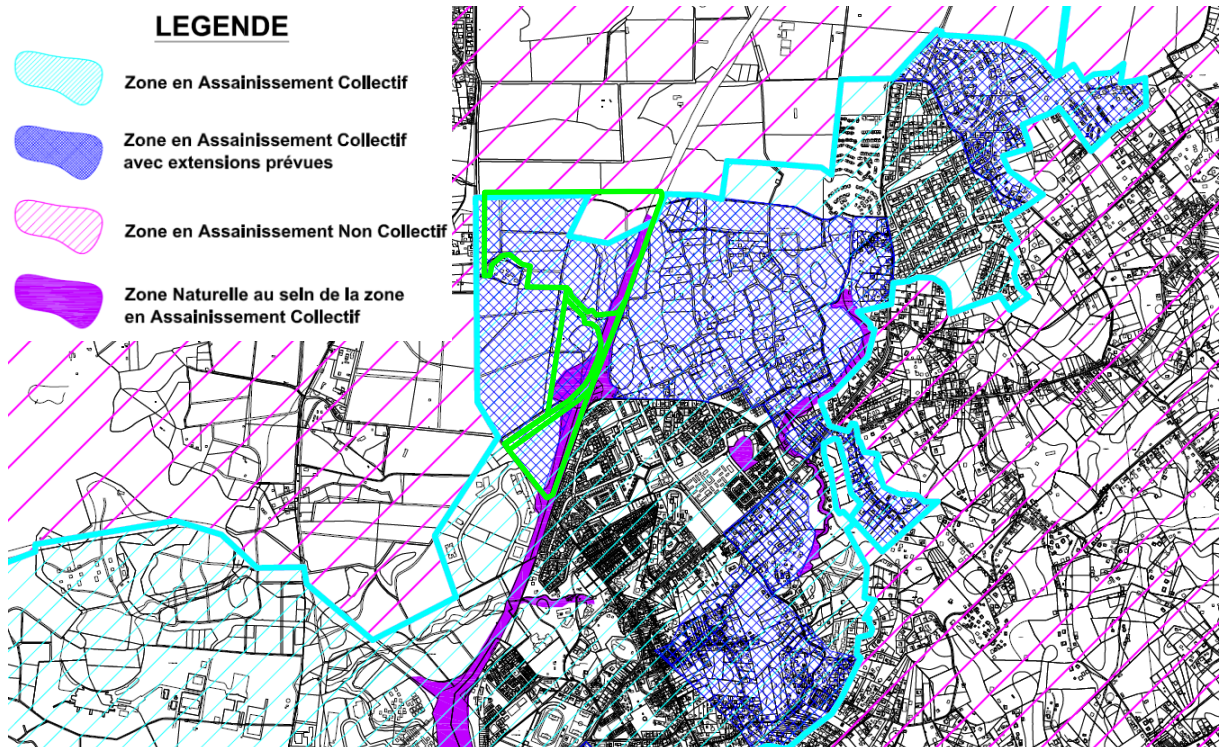 LEGENDE
Zone en Assainissement Collectif
Zone en Assainissement Collectif
avec extensions prévues
Zone en Assainissement Non Collectif
Zone Naturelle au sein de la zone
en Assainissement Collectif